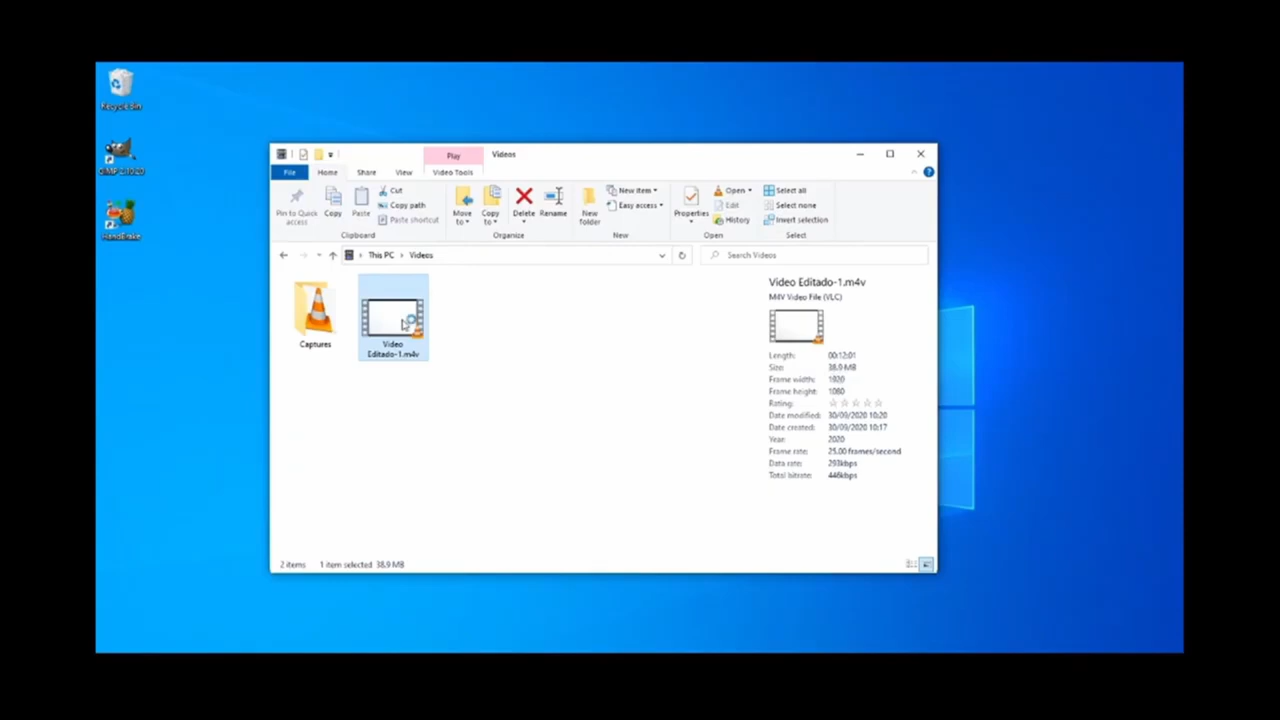 Recycle Bin
GIMP 2.10.20
HandBrake
Play
Videos
File
Home
Share
View
Video Tools
Pin to Quick access
Copy
Paste
Cut
Copy path
Paste shortcut
Clipboard
Move to
Copy to
Delete
Rename
Organize
New folder
New item
Easy access
New
Properties
Open
Edit
History
Open
Select all
Select none
Invert selection
Select
This PC
Videos
Search Videos
Captures
Video
Editado-1.m4v
Video Editado-1.m4v
M4V Video File (VLC)
Length: 00:12:01
Size: 38.9 MB
Frame width: 1920
Frame height: 1080
Rating:
Date modified: 30/09/2020 10:20
Date created: 30/09/2020 10:17
Year: 2020
Frame rate: 25.00 frames/second
Data rate: 293kbps
Total bitrate: 446kbps
2 items 1 item selected 38.9 MB